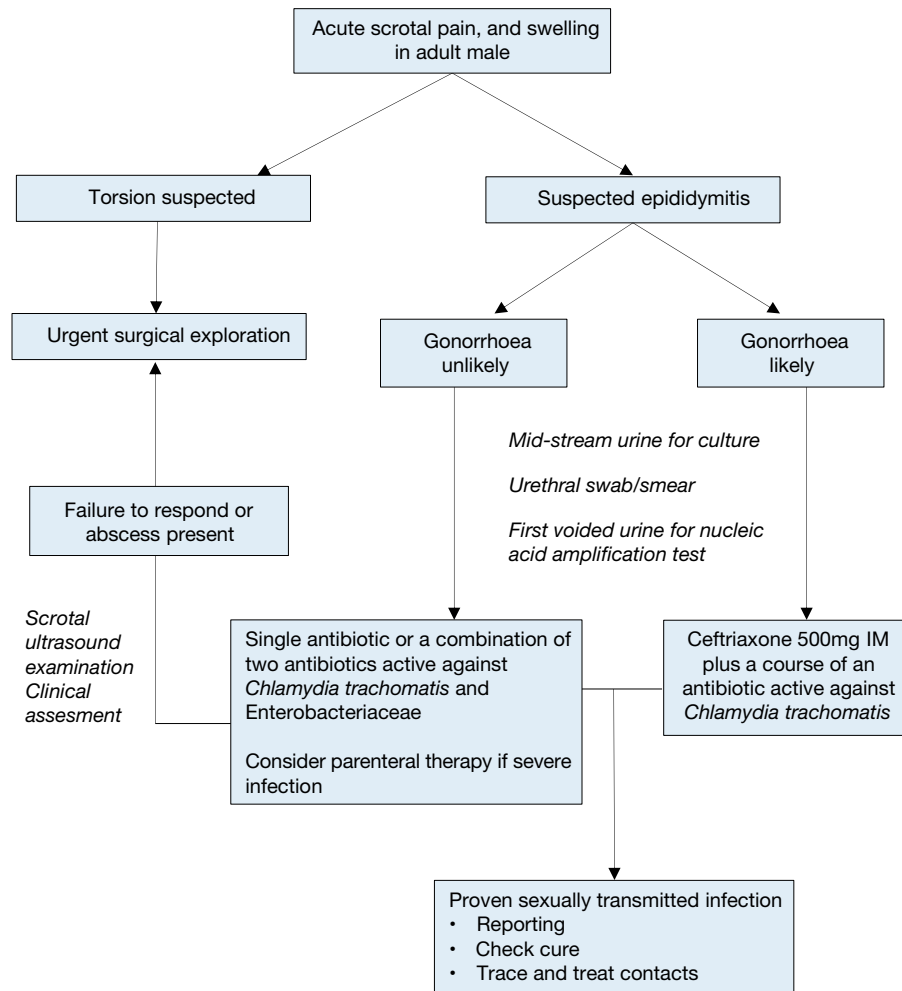 Acute scrotal pain, and swelling
in adult male
Torsion suspected
Suspected epididymitis
Urgent surgical exploration
Gonorrhoea
unlikely
Gonorrhoea
likely
Mid-stream urine for culture
Urethral swab/smear
First voided urine for nucleic
acid amplification test
Failure to respond or
abscess present
Scrotal
ultrasound
examination
Clinical
assesment
Single antibiotic or a combination of
two antibiotics active against
Chlamydia trachomatis and
Enterobacteriaceae
Consider parenteral therapy if severe
infection
Ceftriaxone 500mg IM
plus a course of an
antibiotic active against
Chlamydia trachomatis
Proven sexually transmitted infection
• Reporting
• Check cure
• Trace and treat contacts